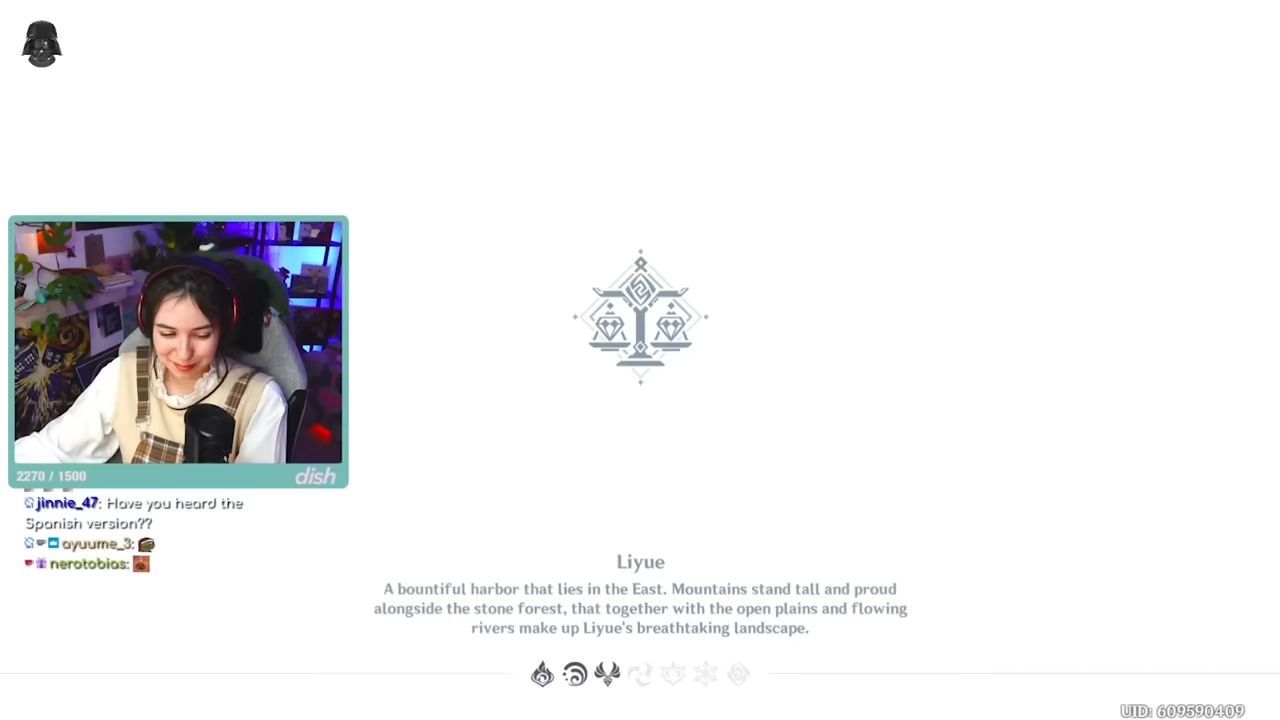 2270 / 1500
dish
jinnie_47: Have you heard the
Spanish version??
ayuume_3:
nerotobias:
Liyue
A bountiful harbor that lies in the East. Mountains stand tall and proud
alongside the stone forest, that together with the open plains and flowing
rivers make up Liyue's breathtaking landscape.
UID: 609590409